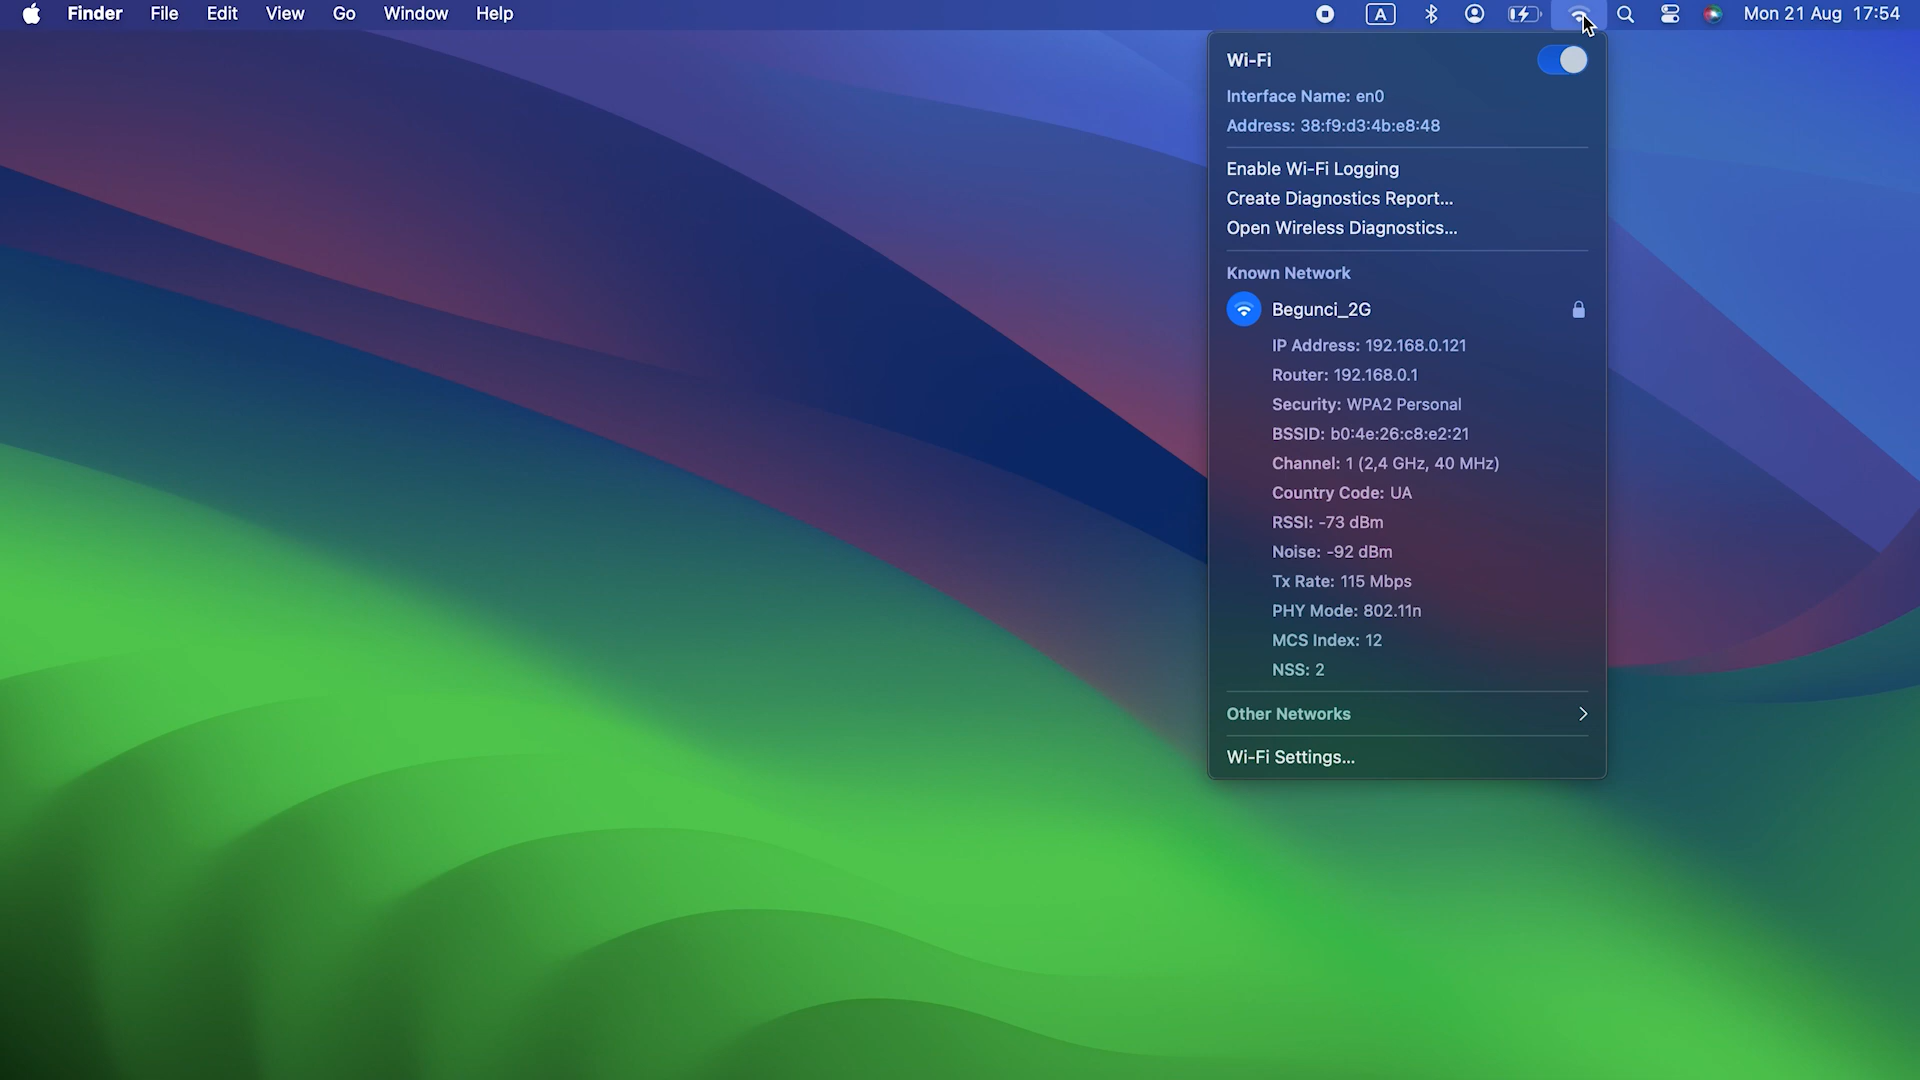 Finder File Edit View Go Window Help A Mon 21 Aug 17:54
Wi-Fi
Interface Name: en0
Address: 38:f9:d3:4b:e8:48
Enable Wi-Fi Logging
Create Diagnostics Report...
Open Wireless Diagnostics...
Known Network
Begunci_2G
IP Address: 192.168.0.121
Router: 192.168.0.1
Security: WPA2 Personal
BSSID: b0:4e:26:c8:e2:21
Channel: 1 (2,4 GHz, 40 MHz)
Country Code: UA
RSSI: -73 dBm
Noise: -92 dBm
Tx Rate: 115 Mbps
PHY Mode: 802.11n
MCS Index: 12
NSS: 2
Other Networks
Wi-Fi Settings...